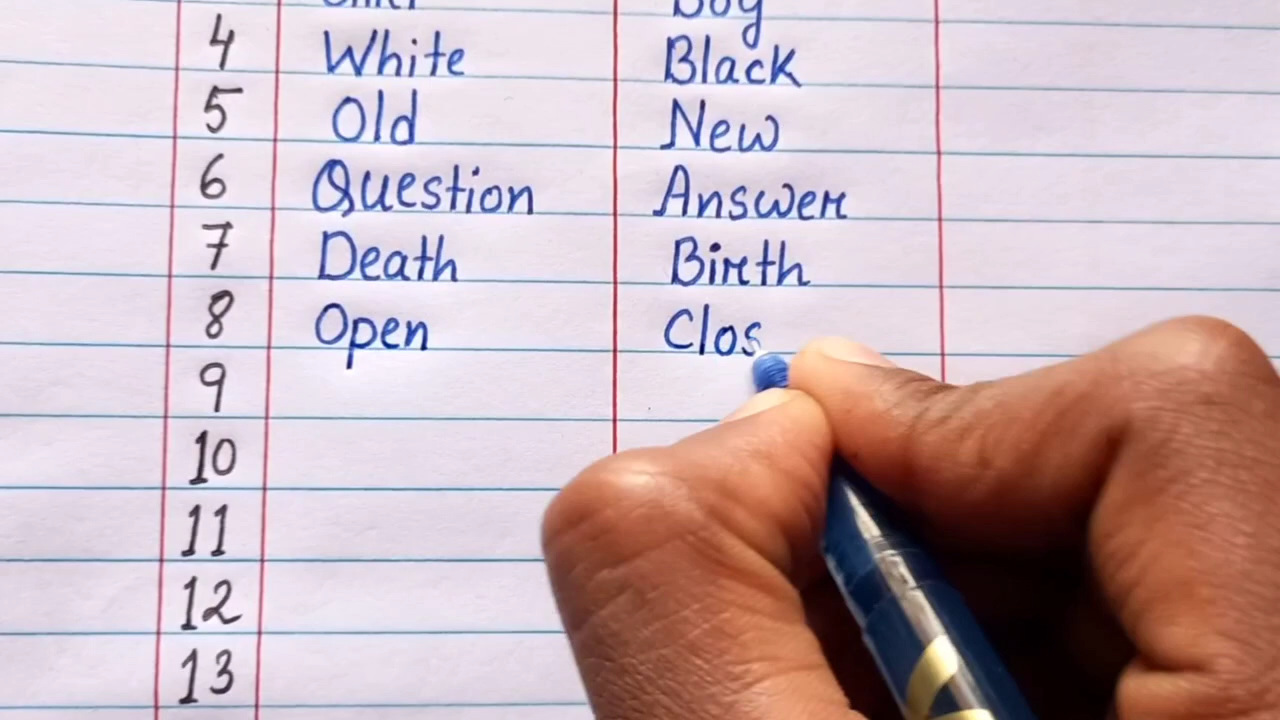 Boy
4 White Black
5 Old New
6 Question Answer
7 Death Birth
8 Open Clos
9
10
11
12
13